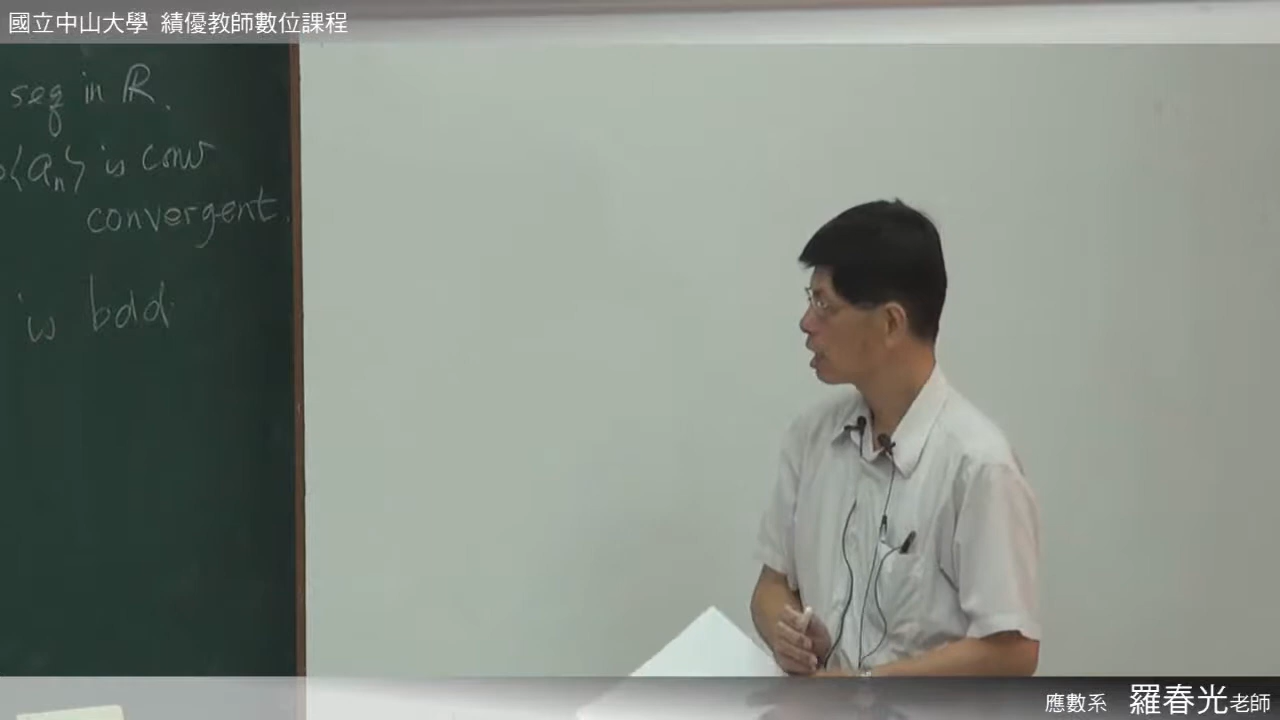 國立中山大學 績優教師數位課程
seq in ℝ.
{an} is conv
convergent.
is bdd
應數系 羅春光老師